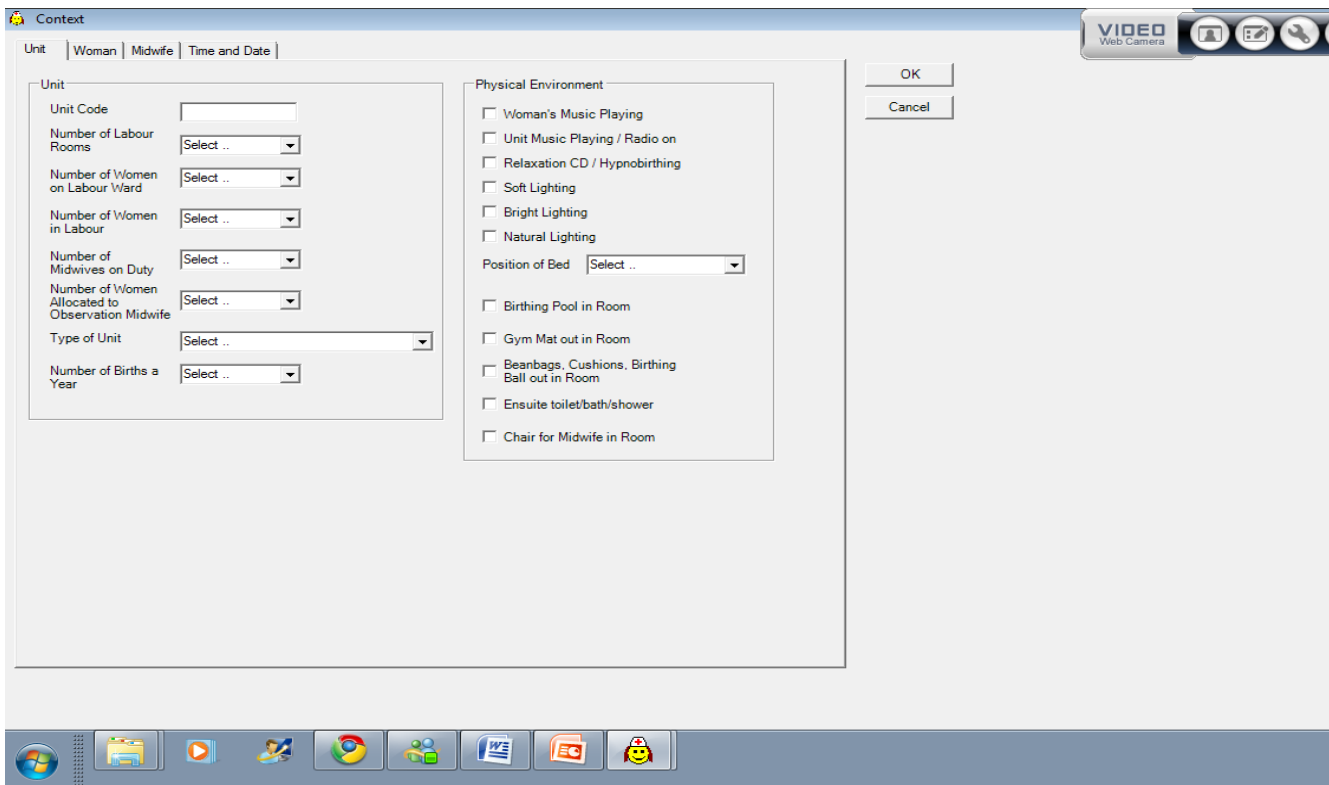 Context
VIDEO
Web Camera
Unit
Woman
Midwife
Time and Date
OK
Cancel
Unit
Unit Code
Number of Labour
Rooms
Select ..
Number of Women
on Labour Ward
Select ..
Number of Women
in Labour
Select ..
Number of
Midwives on Duty
Select ..
Number of Women
Allocated to
Observation Midwife
Select ..
Type of Unit
Select ..
Number of Births a
Year
Select ..
Physical Environment
Woman's Music Playing
Unit Music Playing / Radio on
Relaxation CD / Hypnobirthing
Soft Lighting
Bright Lighting
Natural Lighting
Position of Bed Select ..
Birthing Pool in Room
Gym Mat out in Room
Beanbags, Cushions, Birthing
Ball out in Room
Ensuite toilet/bath/shower
Chair for Midwife in Room